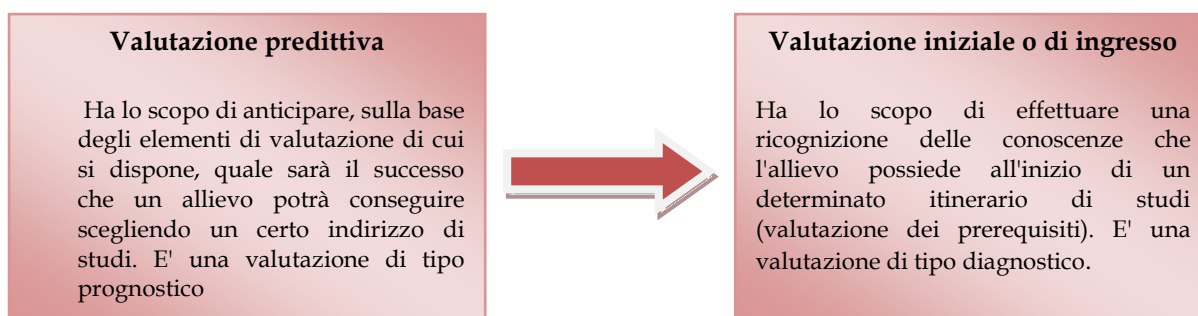 Valutazione predittiva
Ha lo scopo di anticipare, sulla base
degli elementi di valutazione di cui
si dispone, quale sarà il successo
che un allievo potrà conseguire
scegliendo un certo indirizzo di
studi. E' una valutazione di tipo
prognostico
Valutazione iniziale o di ingresso
Ha lo scopo di effettuare una
ricognizione delle conoscenze che
l'allievo possiede all'inizio di un
determinato itinerario di studi
(valutazione dei prerequisiti). E' una
valutazione di tipo diagnostico.